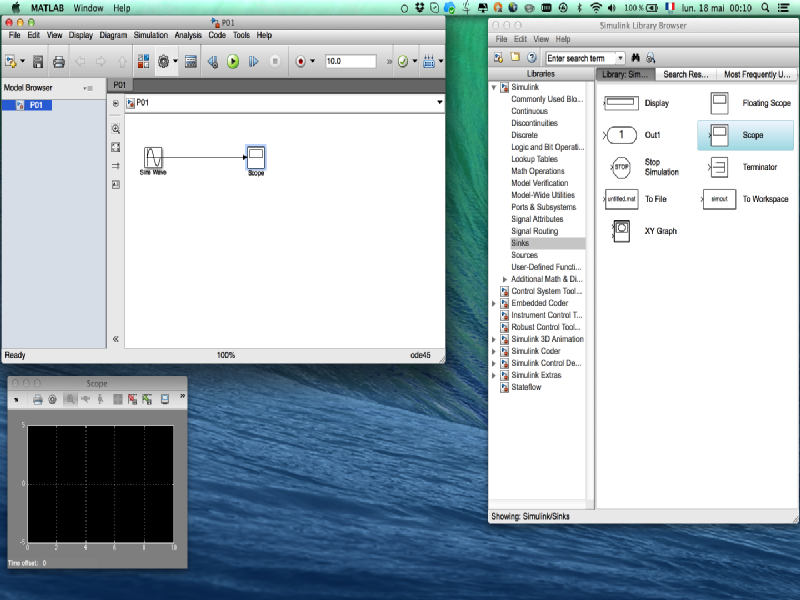 MATLAB Window Help
100 % lun. 18 mai 00:10
P01
File Edit View Display Diagram Simulation Analysis Code Tools Help
10.0
Model Browser
P01
P01
P01
Sine Wave
Scope
Ready 100% ode45
Scope
5
0
-5
0 2 4 6 8 10
Time offset: 0
Simulink Library Browser
File Edit View Help
Enter search term
Libraries
Library: Sim...
Search Res...
Most Frequently U...
Simulink
Commonly Used Blo...
Continuous
Discontinuities
Discrete
Logic and Bit Operati...
Lookup Tables
Math Operations
Model Verification
Model-Wide Utilities
Ports & Subsystems
Signal Attributes
Signal Routing
Sinks
Sources
User-Defined Functi...
Additional Math & Di...
Control System Tool...
Embedded Coder
Instrument Control T...
Robust Control Tool...
Simulink 3D Animation
Simulink Coder
Simulink Control De...
Simulink Extras
Stateflow
Display
Floating Scope
1
Out1
Scope
STOP
Stop
Simulation
Terminator
untitled.mat
To File
simout
To Workspace
XY Graph
Showing: Simulink/Sinks